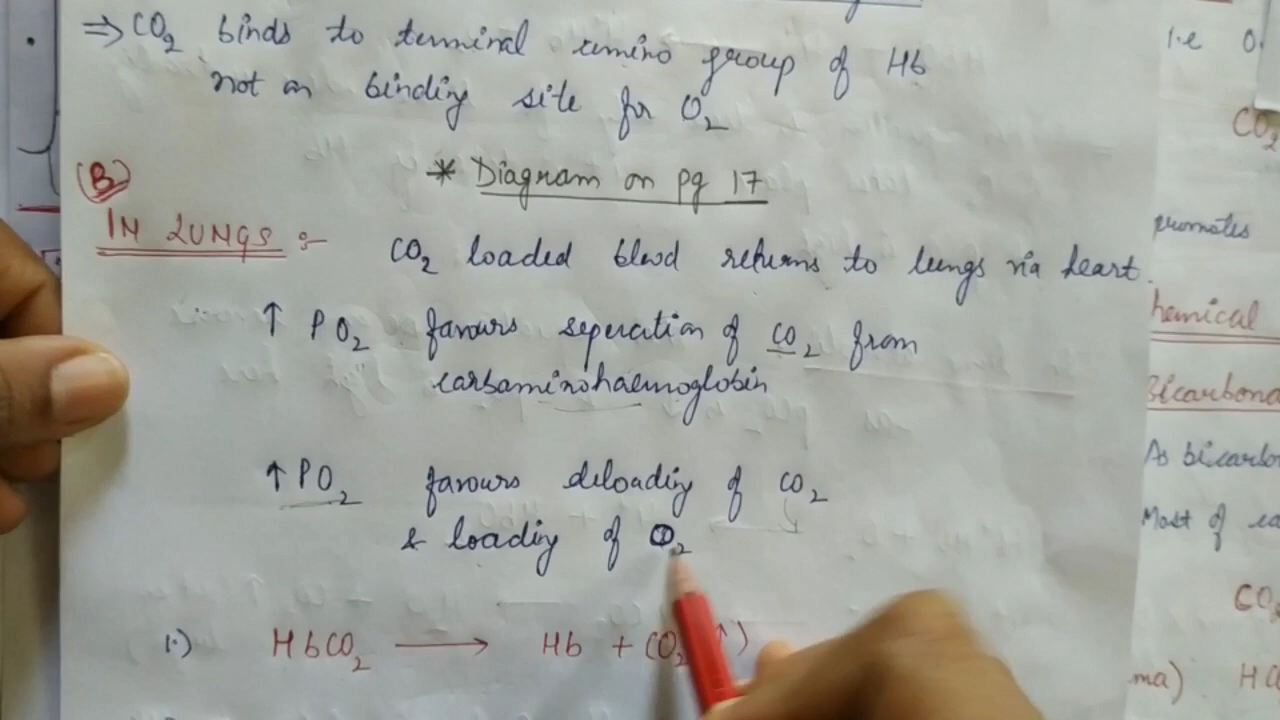 ⇒ CO2 binds to terminal amino group of Hb
not on binding site for O2
* Diagram on pg 17
(B)
IN LUNGS :- CO2 loaded blood returns to lungs via heart.
↑ PO2 favours seperation of CO2 from
carbaminohaemoglobin
↑ PO2 favours deloading of CO2
& loading of O2
1.) HbCO2 → Hb + CO2 ↑)
i.e O
CO2
promotes
hemical
Bicarbona
As bicarbo
Most of ea
CO2
ma) HC